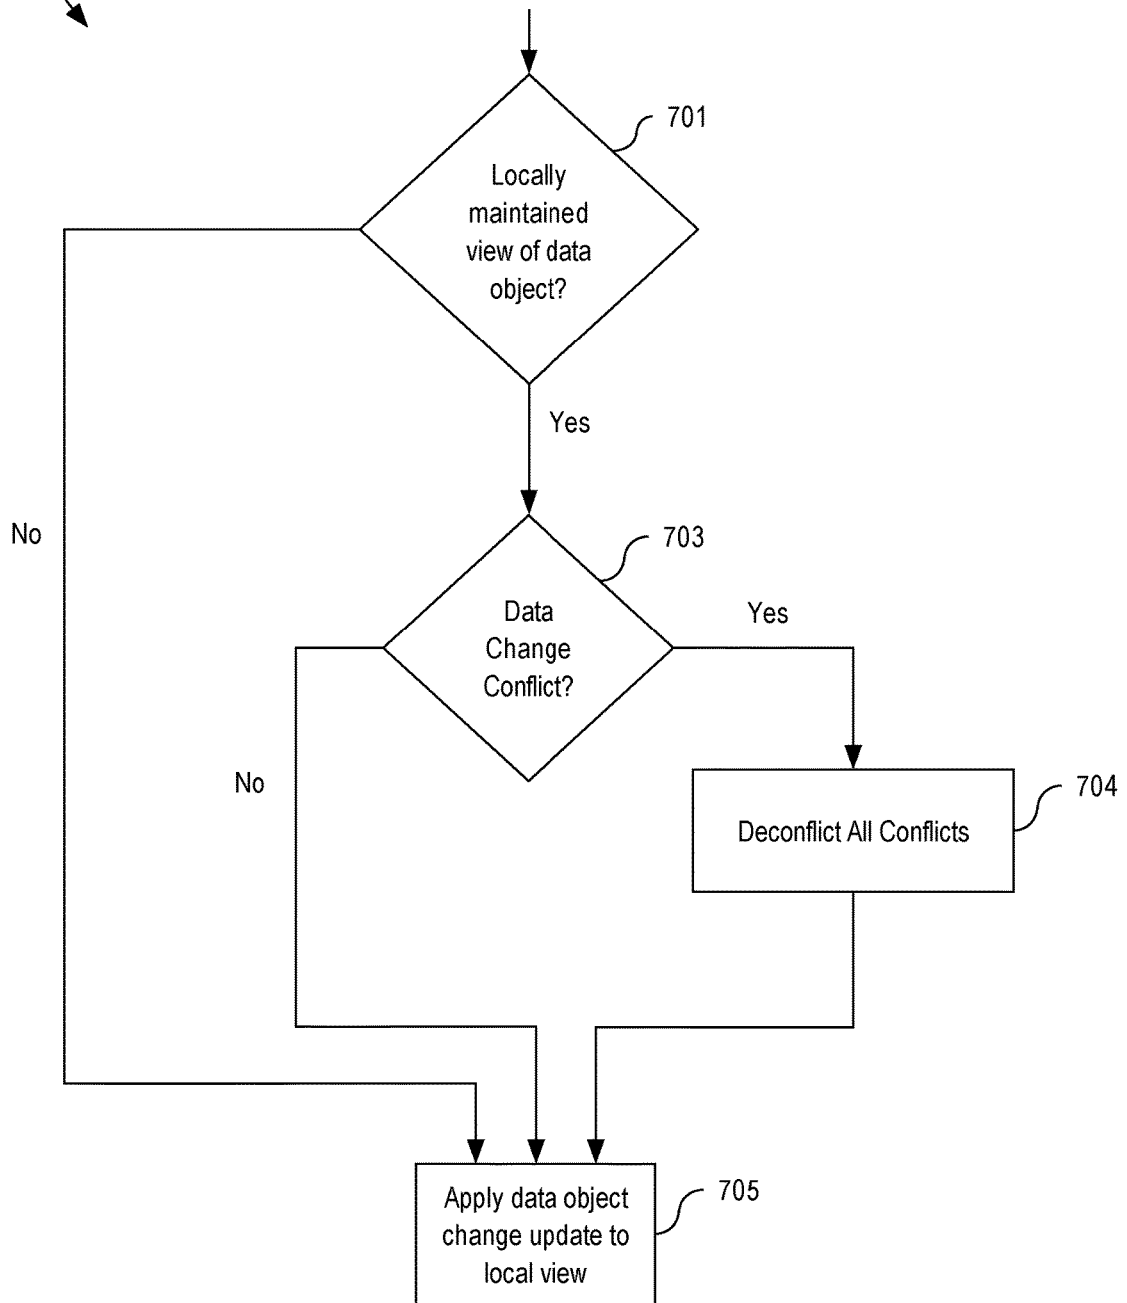 701
Locally
maintained
view of data
object?
Yes
No
703
Data
Change
Conflict?
Yes
No
704
Deconflict All Conflicts
705
Apply data object
change update to
local view